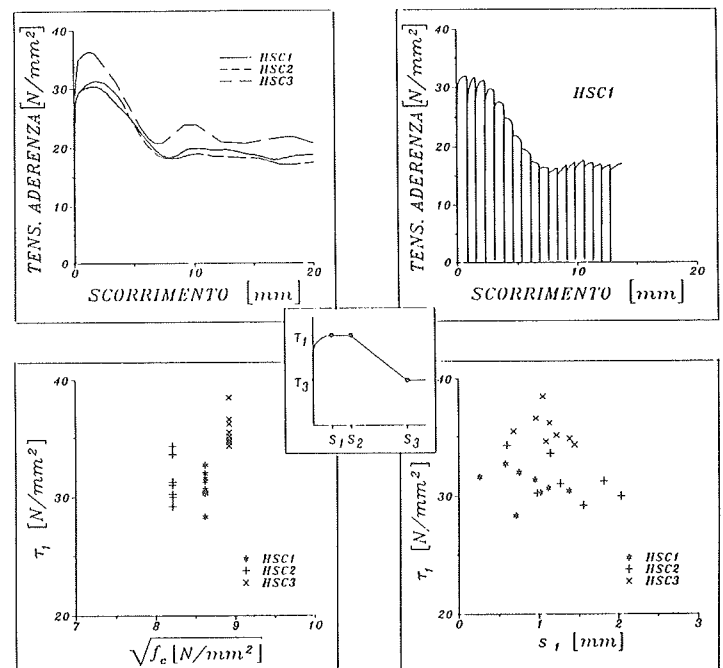 TENS. ADERENZA [N/mm²]
40
30
20
10
0
0
10
20
SCORRIMENTO [mm]
HSC1
HSC2
HSC3
TENS. ADERENZA [N/mm²]
40
30
20
10
0
0
10
20
SCORRIMENTO [mm]
HSC1
τ₁
τ₃
s₁ s₂ s₃
τ₁ [N/mm²]
40
30
20
7 8 9 10
√f_c [N/mm²]
HSC1
HSC2
HSC3
τ₁ [N/mm²]
40
30
20
0 1 2 3
s₁ [mm]
HSC1
HSC2
HSC3